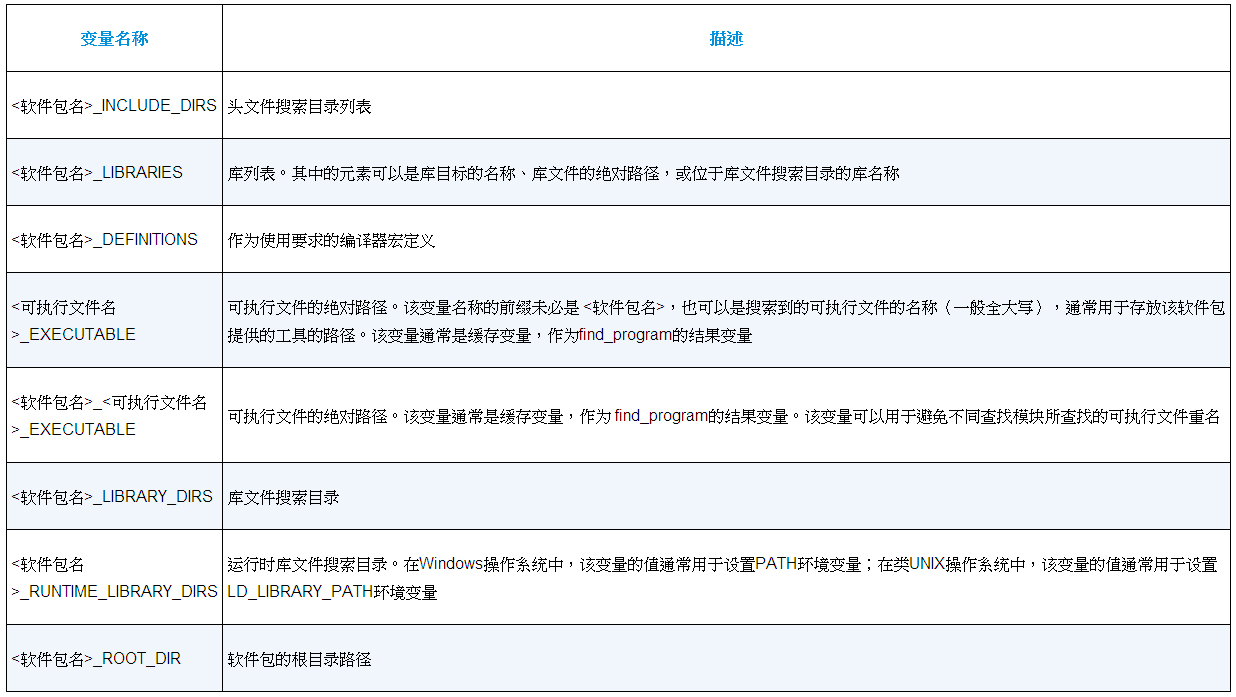 变量名称
描述
<软件包名>_INCLUDE_DIRS
头文件搜索目录列表
<软件包名>_LIBRARIES
库列表。其中的元素可以是库目标的名称、库文件的绝对路径，或位于库文件搜索目录的库名称
<软件包名>_DEFINITIONS
作为使用要求的编译器宏定义
<可执行文件名
>_EXECUTABLE
可执行文件的绝对路径。该变量名称的前缀未必是 <软件包名>，也可以是搜索到的可执行文件的名称（一般全大写），通常用于存放该软件包
提供的工具的路径。该变量通常是缓存变量，作为find_program的结果变量
<软件包名>_<可执行文件名
>_EXECUTABLE
可执行文件的绝对路径。该变量通常是缓存变量，作为 find_program的结果变量。该变量可以用于避免不同查找模块所查找的可执行文件重名
<软件包名>_LIBRARY_DIRS
库文件搜索目录
<软件包名
>_RUNTIME_LIBRARY_DIRS
运行时库文件搜索目录。在Windows操作系统中，该变量的值通常用于设置PATH环境变量；在类UNIX操作系统中，该变量的值通常用于设置
LD_LIBRARY_PATH环境变量
<软件包名>_ROOT_DIR
软件包的根目录路径